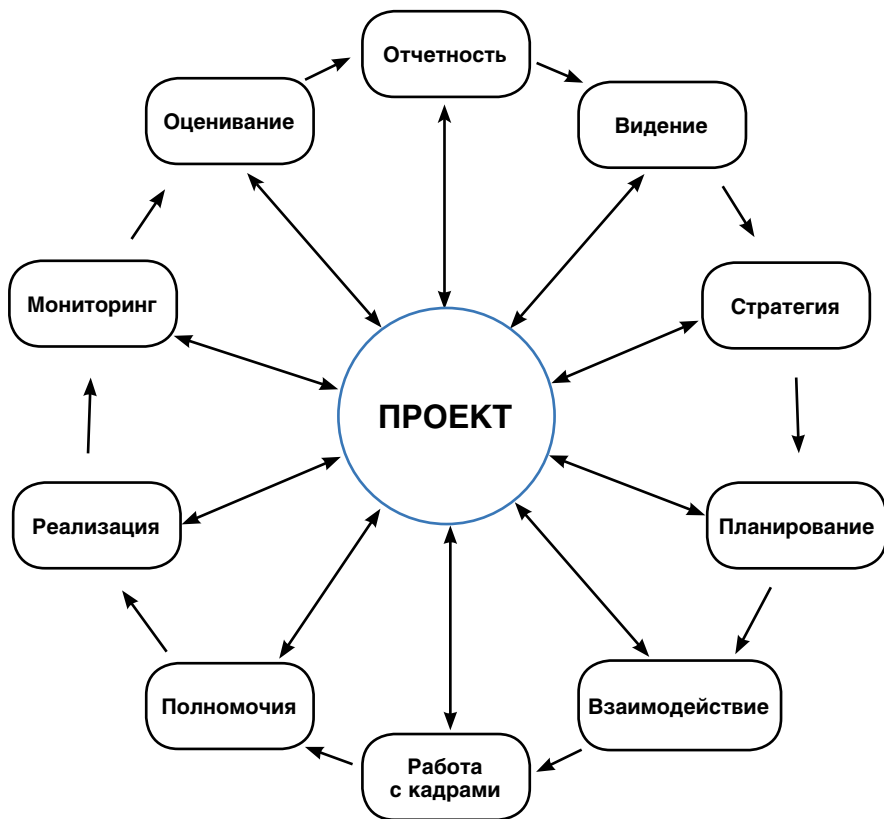 Отчетность
Видение
Стратегия
Планирование
Взаимодействие
Работа
с кадрами
Полномочия
Реализация
Мониторинг
Оценивание
ПРОЕКТ